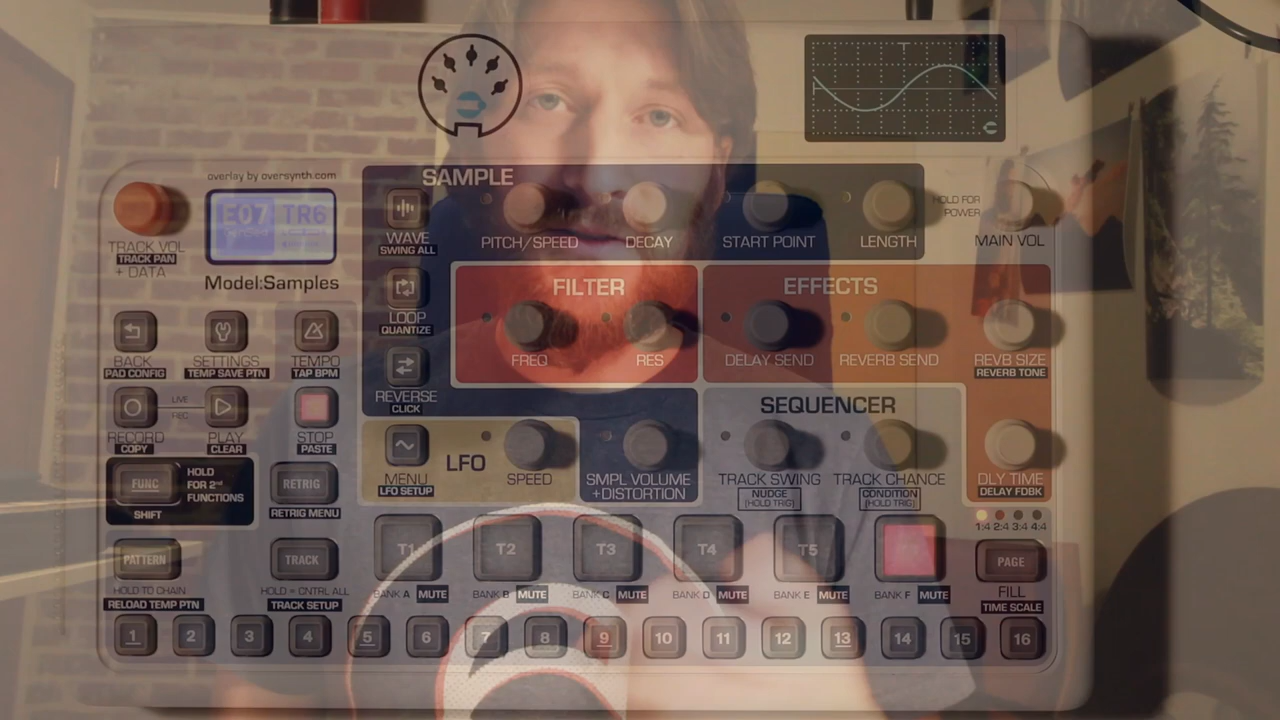 overlay by oversynth.com
E07 TR6
TRACK VOL
TRACK PAN
+ DATA
Model:Samples
SAMPLE
WAVE
SWING ALL
PITCH/SPEED
DECAY
START POINT
LENGTH
HOLD FOR
POWER
MAIN VOL
LOOP
QUANTIZE
FILTER
FREQ
RES
EFFECTS
DELAY SEND
REVERB SEND
REVB SIZE
REVERB TONE
BACK
PAD CONFIG
SETTINGS
TEMP SAVE PTN
TEMPO
TAP BPM
REVERSE
CLICK
RECORD
COPY
LIVE
REC
PLAY
CLEAR
STOP
PASTE
SEQUENCER
MENU
LFO SETUP
LFO
SPEED
SMPL VOLUME
+DISTORTION
TRACK SWING
NUDGE
[HOLD TRIG]
TRACK CHANCE
CONDITION
[HOLD TRIG]
DLY TIME
DELAY FDBK
FUNC
SHIFT
HOLD
FOR 2nd
FUNCTIONS
RETRIG
RETRIG MENU
1:4 2:4 3:4 4:4
PATTERN
HOLD TO CHAIN
RELOAD TEMP PTN
TRACK
HOLD = CNTRL ALL
TRACK SETUP
T1
T2
T3
T4
T5
BANK A MUTE
BANK B MUTE
BANK C MUTE
BANK D MUTE
BANK E MUTE
BANK F MUTE
PAGE
FILL
TIME SCALE
1 2 3 4 5 6 7 8 9 10 11 12 13 14 15 16